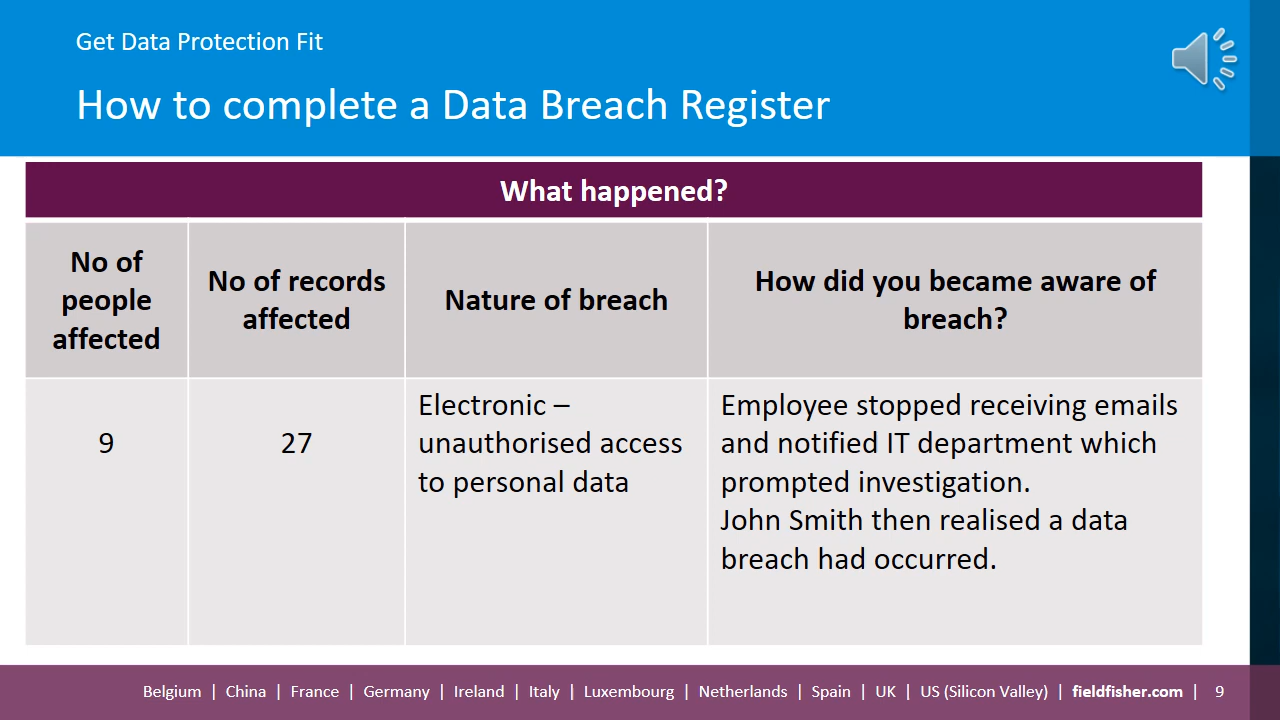 Get Data Protection Fit
How to complete a Data Breach Register
What happened?
No of
people
affected
No of records
affected
Nature of breach
How did you became aware of
breach?
9
27
Electronic –
unauthorised access
to personal data
Employee stopped receiving emails
and notified IT department which
prompted investigation.
John Smith then realised a data
breach had occurred.
Belgium | China | France | Germany | Ireland | Italy | Luxembourg | Netherlands | Spain | UK | US (Silicon Valley) | fieldfisher.com | 9